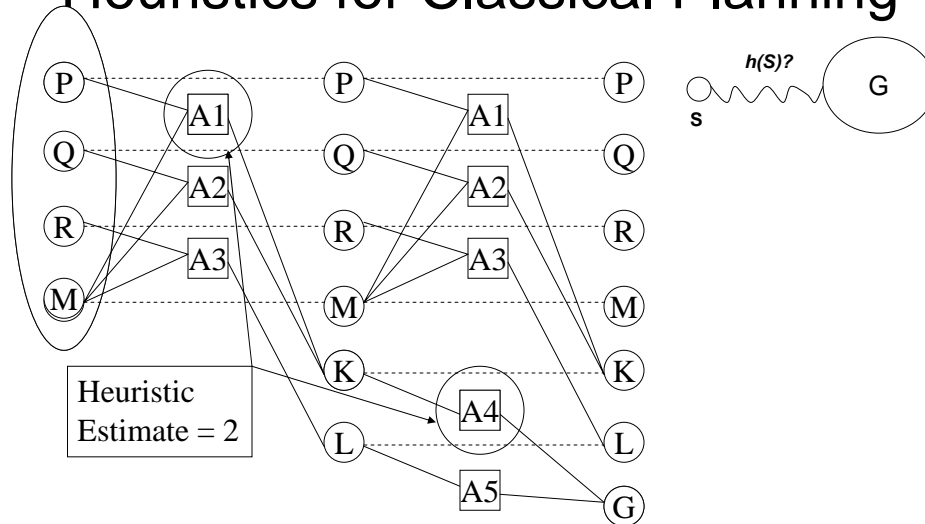 Heuristics for Classical Planning
P P P
h(S)?
G
S
A1 A1
Q Q Q
A2 A2
R R R
A3 A3
M M M
K K
Heuristic
Estimate = 2
A4
L L
A5
G